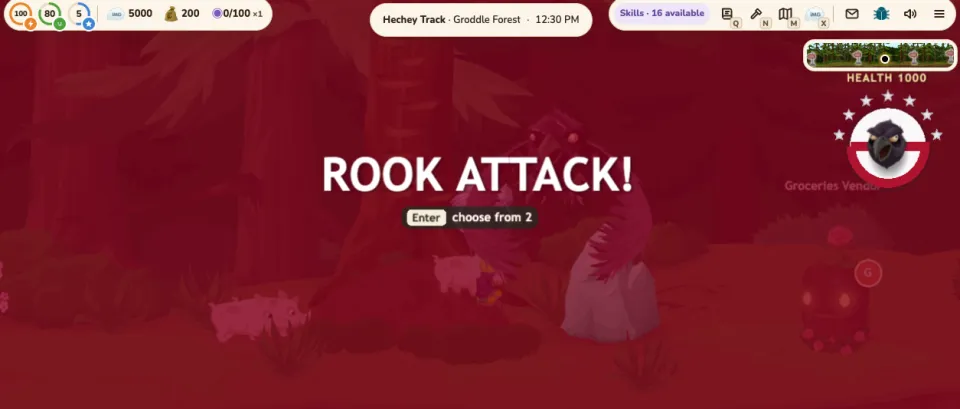 100
80
5
5000
200
0/100 ×1
Hechey Track · Groddle Forest · 12:30 PM
Skills · 16 available
Q
N
M
X
HEALTH 1000
ROOK ATTACK!
Groceries Vendor
Enter choose from 2
G